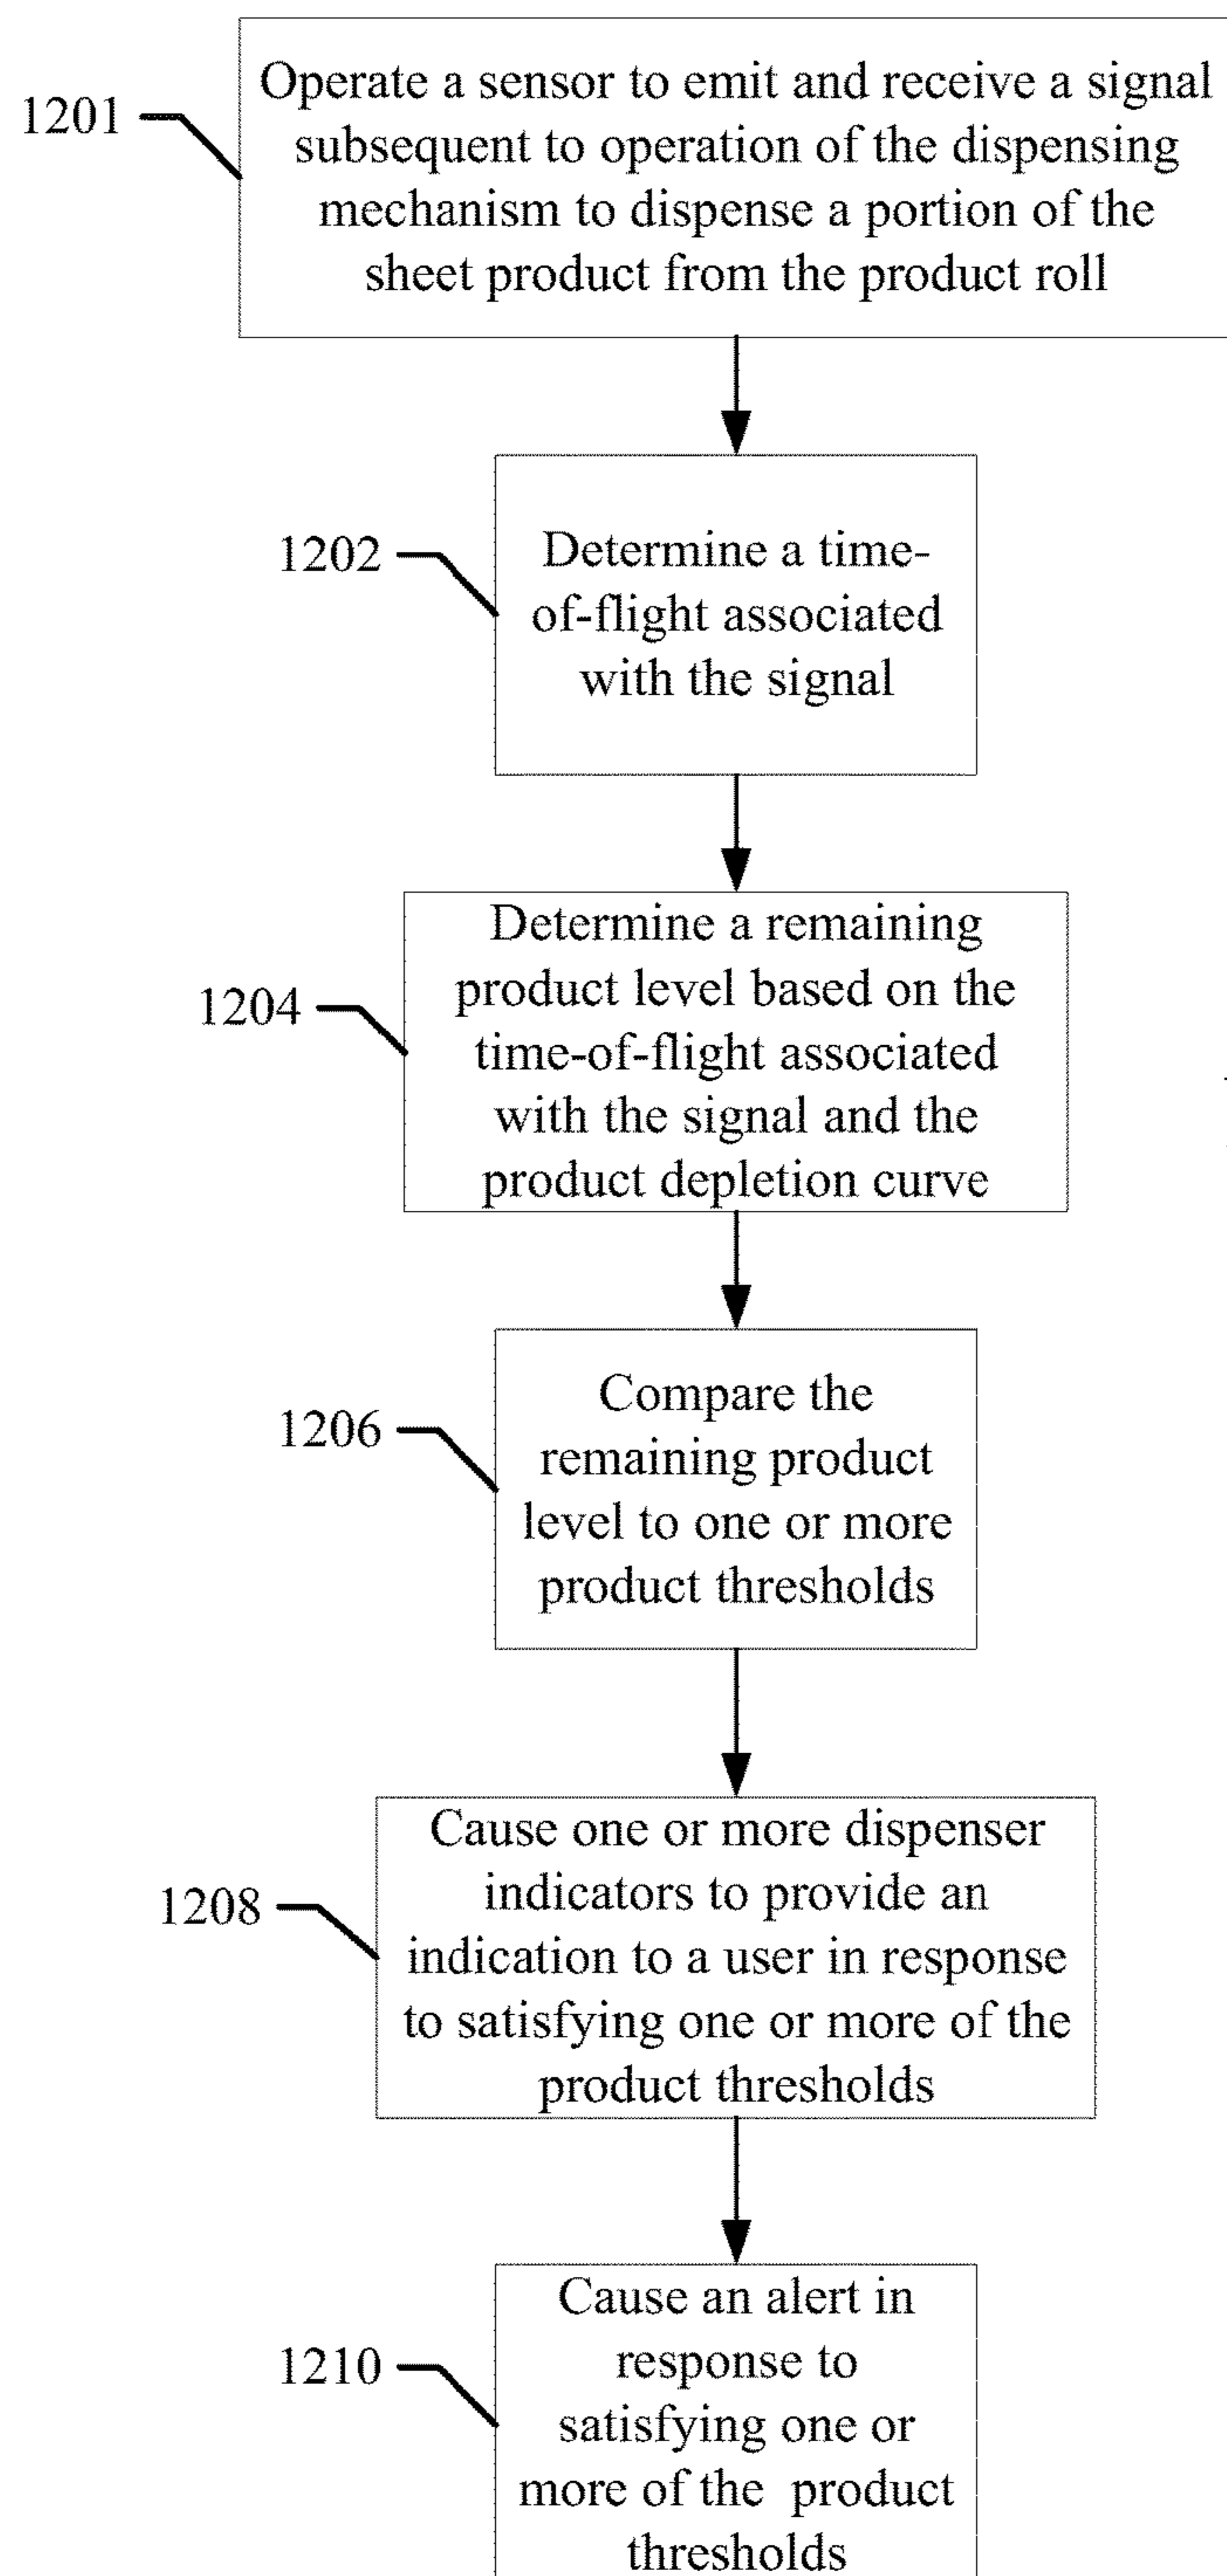 1201
Operate a sensor to emit and receive a signal
subsequent to operation of the dispensing
mechanism to dispense a portion of the
sheet product from the product roll
1202
Determine a time-
of-flight associated
with the signal
1204
Determine a remaining
product level based on the
time-of-flight associated
with the signal and the
product depletion curve
1206
Compare the
remaining product
level to one or more
product thresholds
1208
Cause one or more dispenser
indicators to provide an
indication to a user in response
to satisfying one or more of the
product thresholds
1210
Cause an alert in
response to
satisfying one or
more of the  product
thresholds